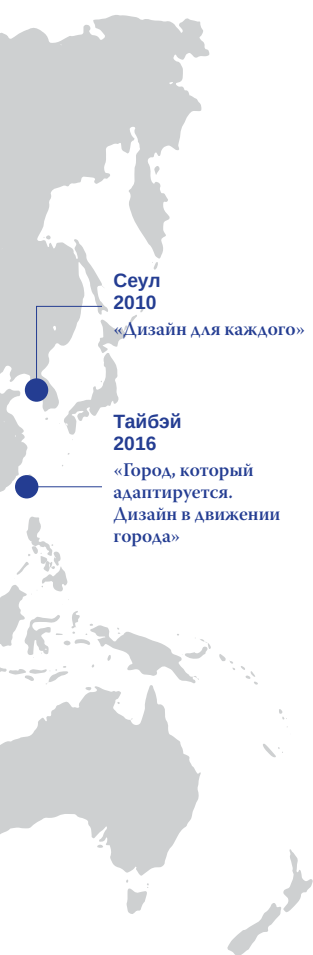 Сеул
2010
«Дизайн для каждого»
Тайбэй
2016
«Город, который
адаптируется.
Дизайн в движении
города»